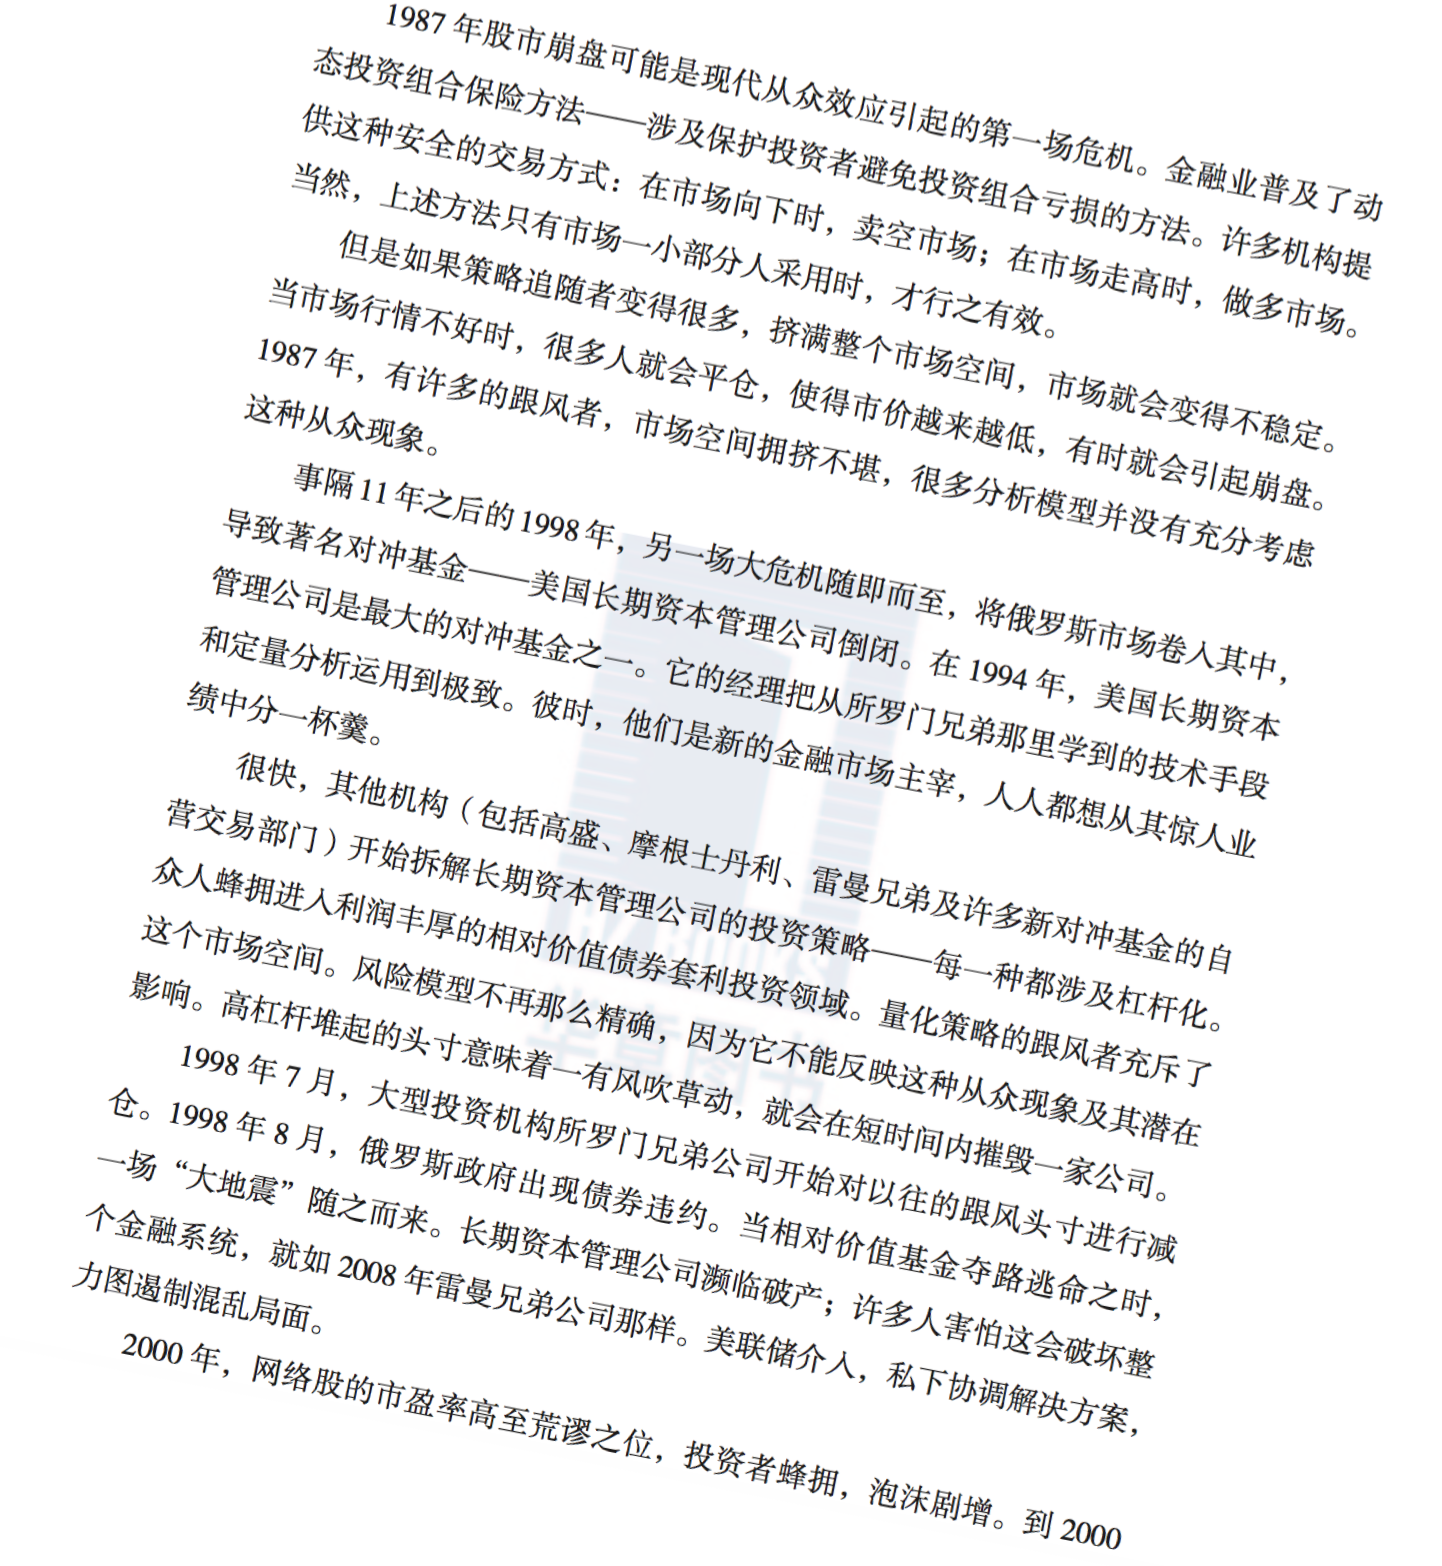 1987 年股市崩盘可能是现代从众效应引起的第一场危机。金融业普及了动
态投资组合保险方法——涉及保护投资者避免投资组合亏损的方法。许多机构提
供这种安全的交易方式：在市场向下时，卖空市场；在市场走高时，做多市场。
当然，上述方法只有市场一小部分人采用时，才行之有效。
但是如果策略追随者变得很多，挤满整个市场空间，市场就会变得不稳定。
当市场行情不好时，很多人就会平仓，使得市价越来越低，有时就会引起崩盘。
1987 年，有许多的跟风者，市场空间拥挤不堪，很多分析模型并没有充分考虑
这种从众现象。
事隔 11 年之后的 1998 年，另一场大危机随即而至，将俄罗斯市场卷入其中，
导致著名对冲基金——美国长期资本管理公司倒闭。在 1994 年，美国长期资本
管理公司是最大的对冲基金之一。它的经理把从所罗门兄弟那里学到的技术手段
和定量分析运用到极致。彼时，他们是新的金融市场主宰，人人都想从其惊人业
绩中分一杯羹。
很快，其他机构（包括高盛、摩根士丹利、雷曼兄弟及许多新对冲基金的自
营交易部门）开始拆解长期资本管理公司的投资策略——每一种都涉及杠杆化。
众人蜂拥进入利润丰厚的相对价值债券套利投资领域。量化策略的跟风者充斥了
这个市场空间。风险模型不再那么精确，因为它不能反映这种从众现象及其潜在
影响。高杠杆堆起的头寸意味着一有风吹草动，就会在短时间内摧毁一家公司。
1998 年 7 月，大型投资机构所罗门兄弟公司开始对以往的跟风头寸进行减
仓。1998 年 8 月，俄罗斯政府出现债券违约。当相对价值基金夺路逃命之时，
一场“大地震”随之而来。长期资本管理公司濒临破产；许多人害怕这会破坏整
个金融系统，就如 2008 年雷曼兄弟公司那样。美联储介入，私下协调解决方案，
力图遏制混乱局面。
2000 年，网络股的市盈率高至荒谬之位，投资者蜂拥，泡沫剧增。到 2000
HZ BOOKS
华章图书